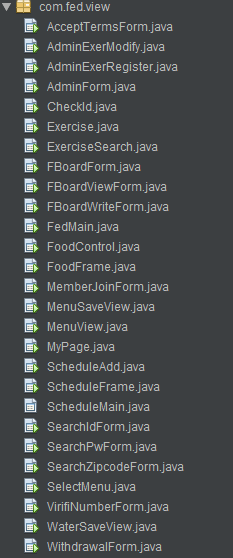 com.fed.view
AcceptTermsForm.java
AdminExerModify.java
AdminExerRegister.java
AdminForm.java
CheckId.java
Exercise.java
ExerciseSearch.java
FBoardForm.java
FBoardViewForm.java
FBoardWriteForm.java
FedMain.java
FoodControl.java
FoodFrame.java
MemberJoinForm.java
MenuSaveView.java
MenuView.java
MyPage.java
ScheduleAdd.java
ScheduleFrame.java
ScheduleMain.java
SearchIdForm.java
SearchPwForm.java
SearchZipcodeForm.java
SelectMenu.java
VirifiNumberForm.java
WaterSaveView.java
WithdrawalForm.java